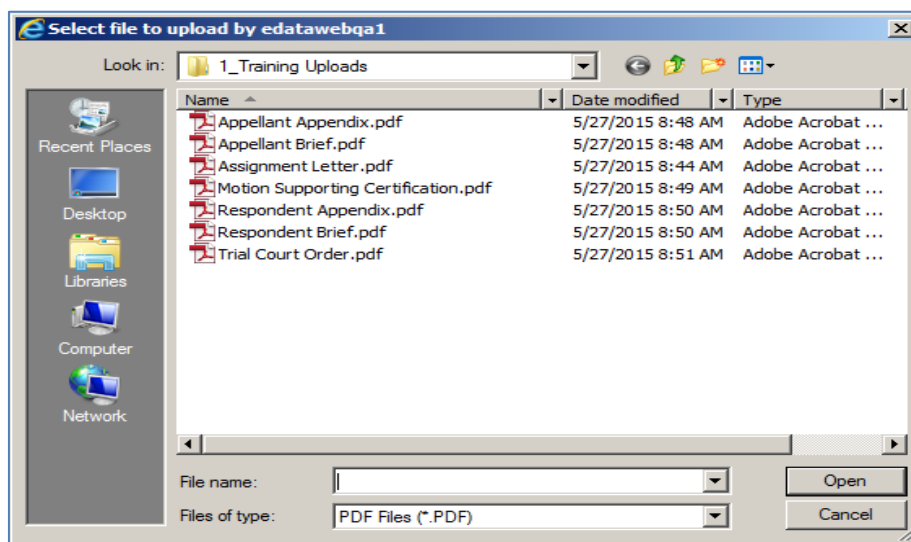 Select file to upload by edatawebqa1
Look in: 1_Training Uploads
Name Date modified Type
Recent Places
Desktop
Libraries
Computer
Network
Appellant Appendix.pdf 5/27/2015 8:48 AM Adobe Acrobat ...
Appellant Brief.pdf 5/27/2015 8:48 AM Adobe Acrobat ...
Assignment Letter.pdf 5/27/2015 8:44 AM Adobe Acrobat ...
Motion Supporting Certification.pdf 5/27/2015 8:49 AM Adobe Acrobat ...
Respondent Appendix.pdf 5/27/2015 8:50 AM Adobe Acrobat ...
Respondent Brief.pdf 5/27/2015 8:50 AM Adobe Acrobat ...
Trial Court Order.pdf 5/27/2015 8:51 AM Adobe Acrobat ...
File name: Open
Files of type: PDF Files (*.PDF) Cancel